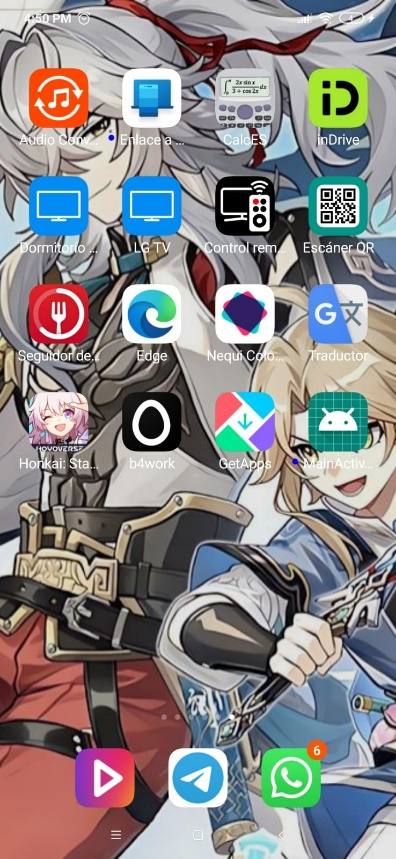 4:50 PM
Audio Conv...
Enlace a ...
CalcES
inDrive
Dormitorio ...
LG TV
Control rem...
Escáner QR
Seguidor de...
Edge
Nequi Colo...
Traductor
HOYOVERSE
Honkai: Sta...
b4work
GetApps
MainActiv...
6